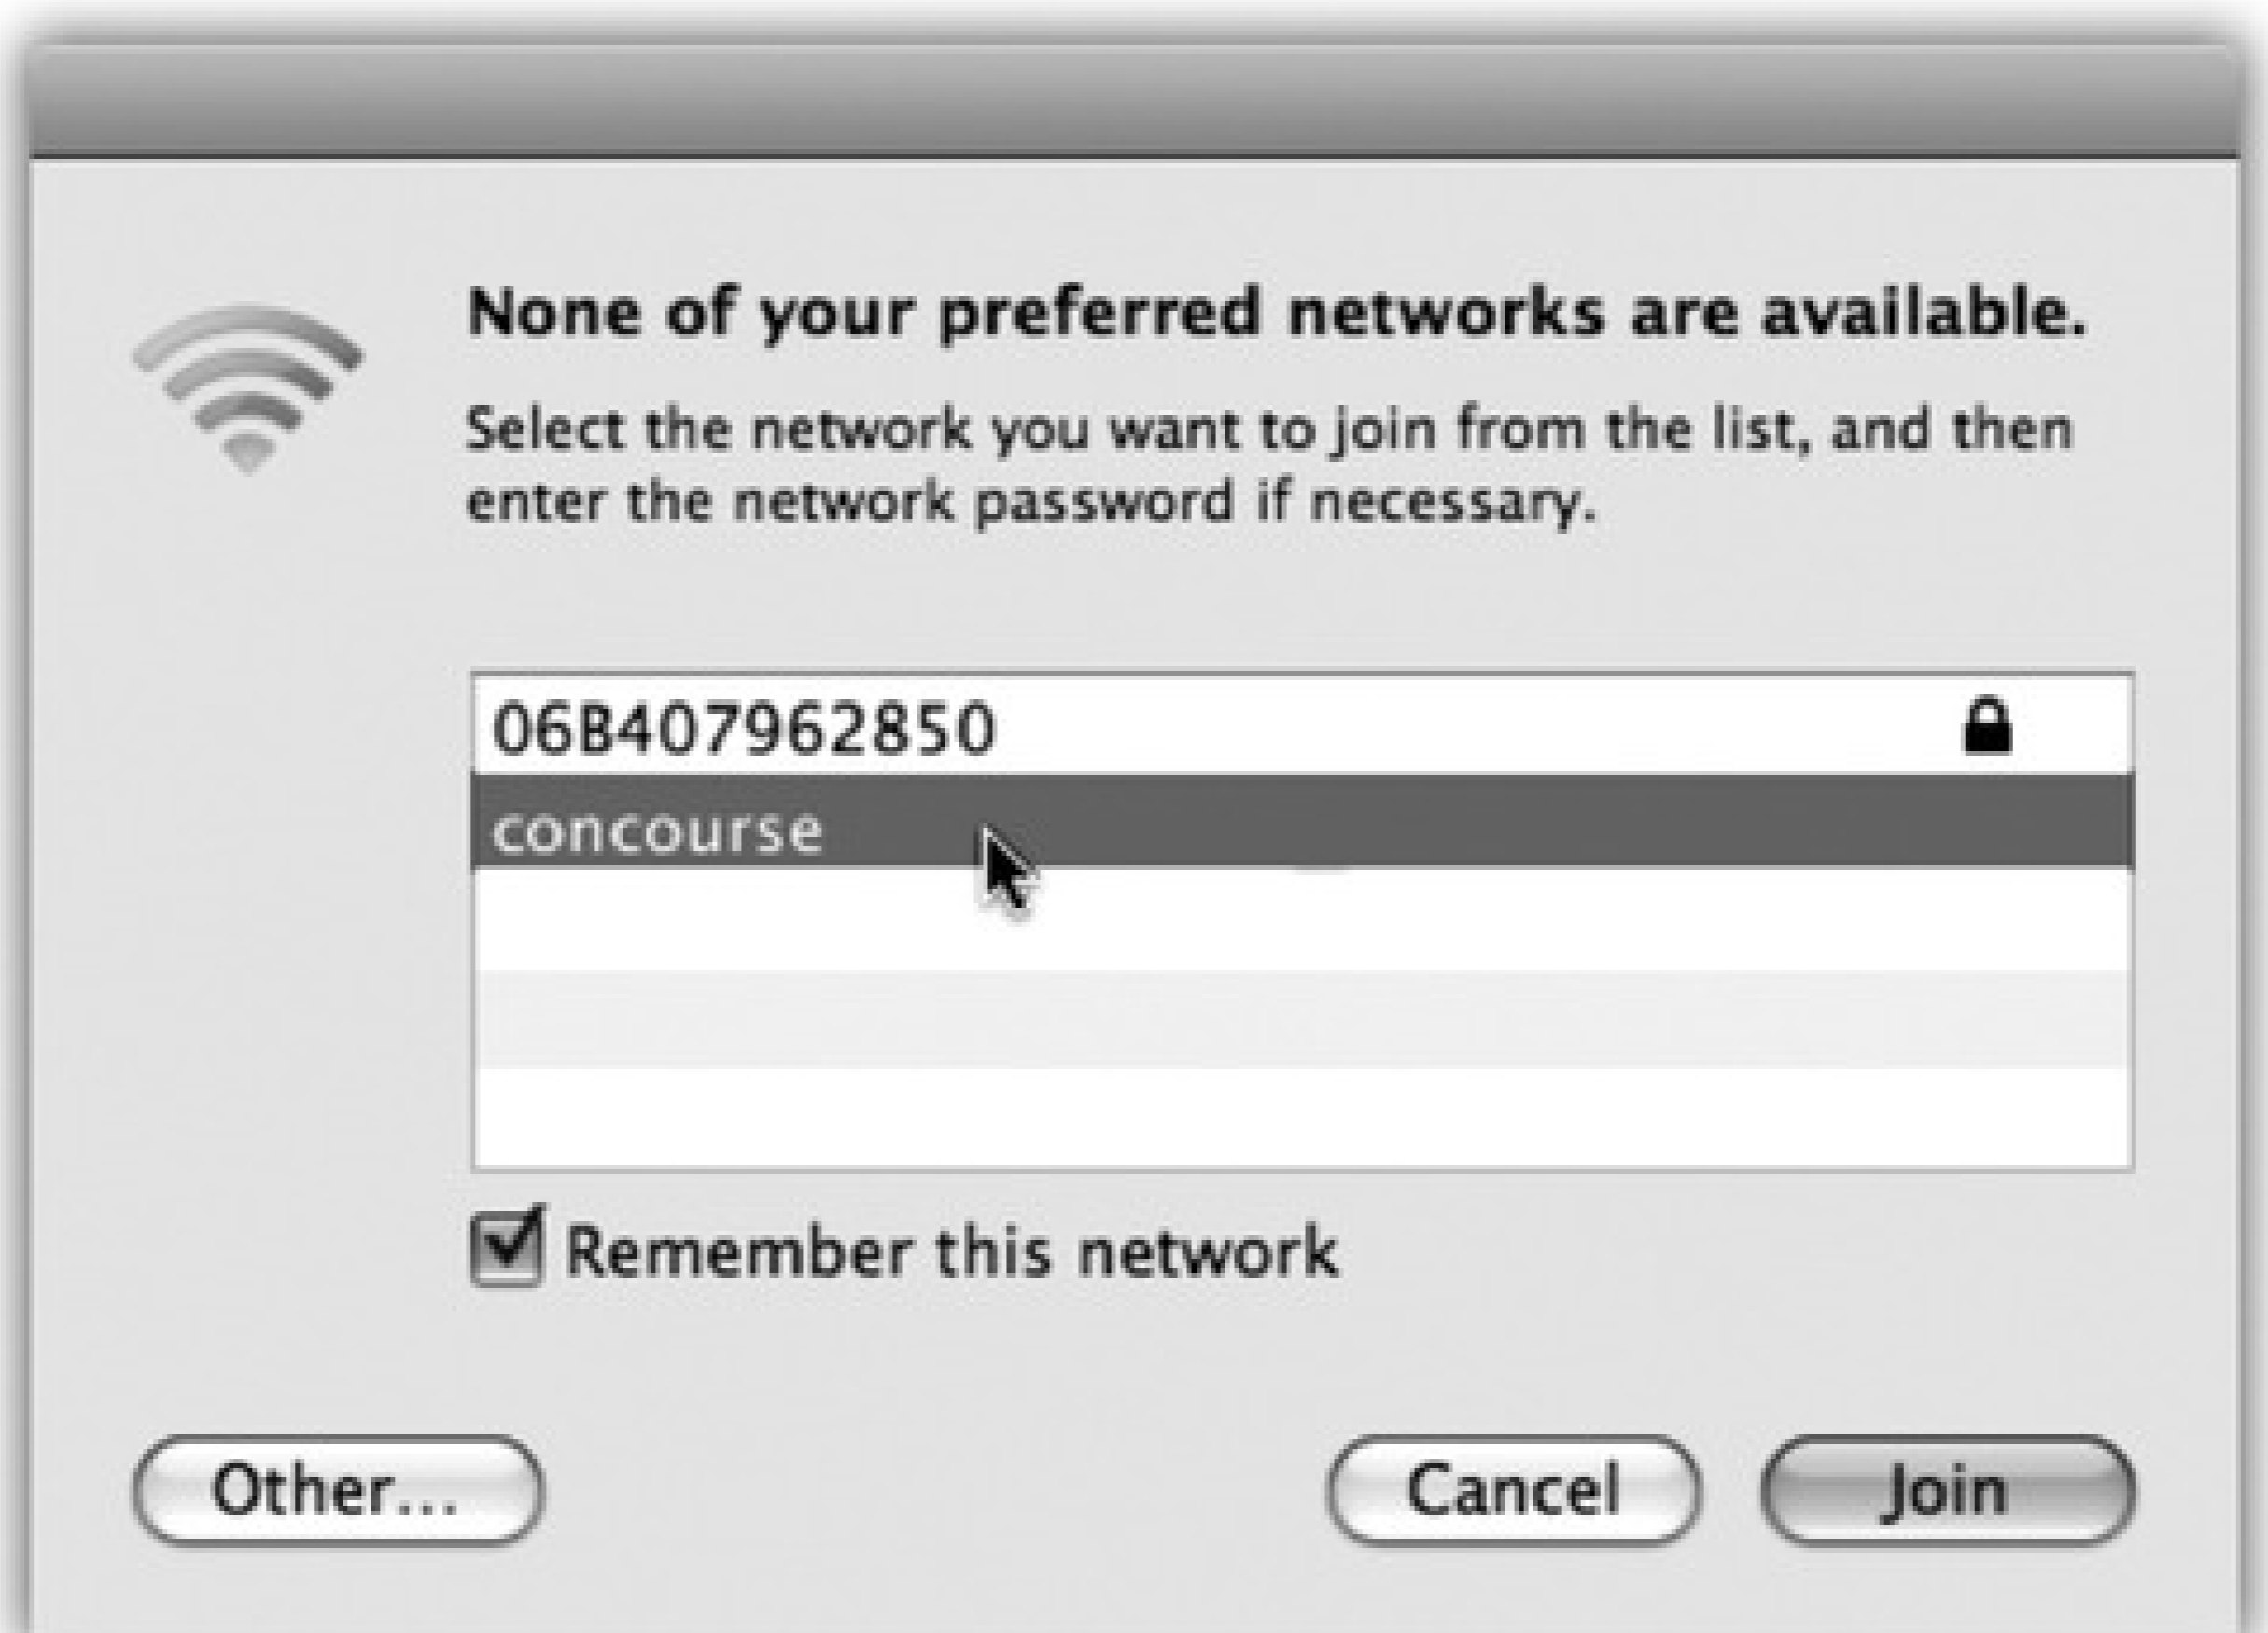 None of your preferred networks are available.
Select the network you want to join from the list, and then
enter the network password if necessary.
06B407962850
concourse
Remember this network
Other...
Cancel
Join